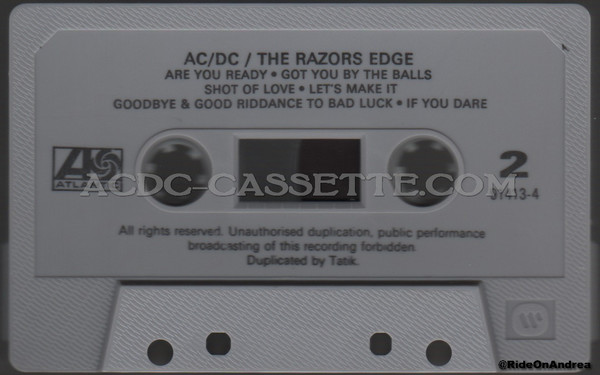 AC/DC / THE RAZORS EDGE
ARE YOU READY • GOT YOU BY THE BALLS
SHOT OF LOVE • LET'S MAKE IT
GOODBYE & GOOD RIDDANCE TO BAD LUCK • IF YOU DARE
ATLANTIC
2
ACDC-CASSETTE.COM
91413-4
All rights reserved. Unauthorised duplication, public performance
broadcasting of this recording forbidden
Duplicated by Tatik.
@RideOnAndrea